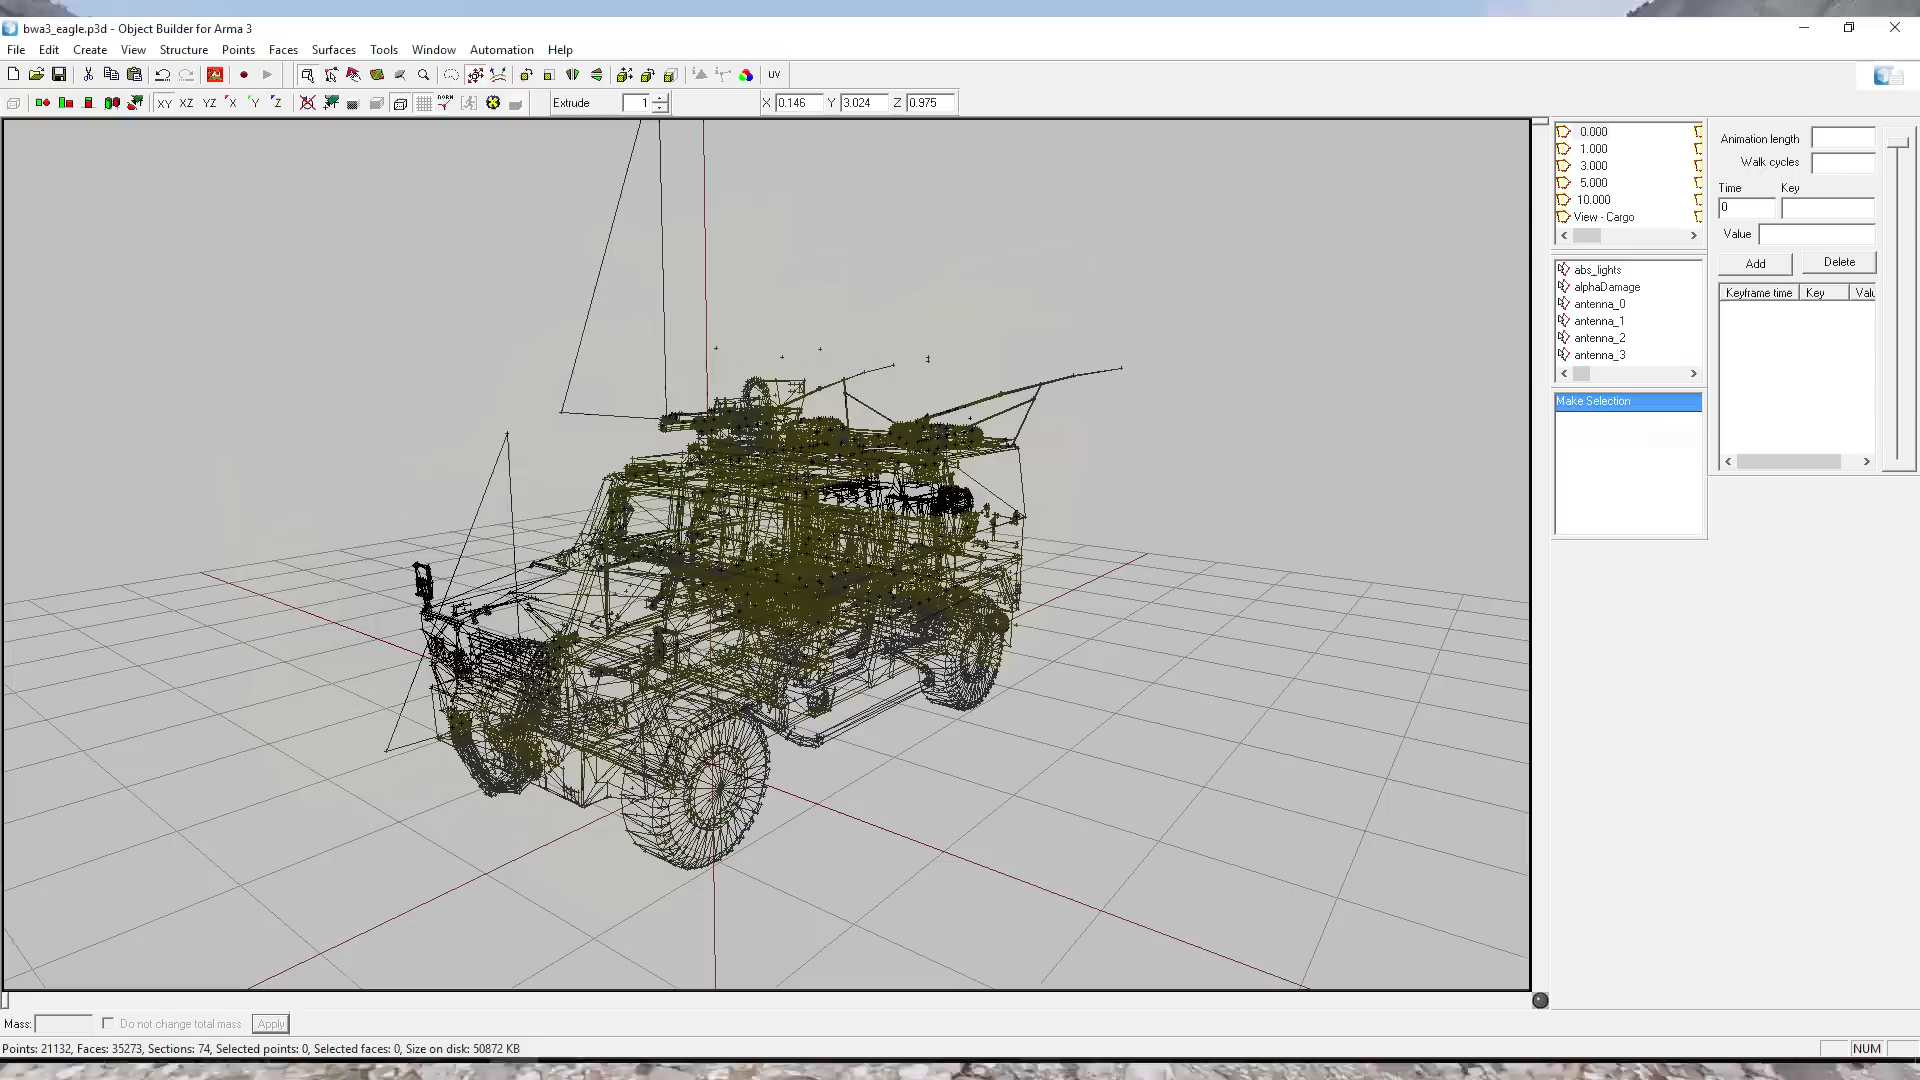 bwa3_eagle.p3d - Object Builder for Arma 3
File Edit Create View Structure Points Faces Surfaces Tools Window Automation Help
UV
XY XZ YZ X Y Z NORM Extrude 1 X 0.146 Y 3.024 Z 0.975
0.000
1.000
3.000
5.000
10.000
View - Cargo
abs_lights
alphaDamage
antenna_0
antenna_1
antenna_2
antenna_3
Make Selection
Animation length
Walk cycles
Time Key
0
Value
Add Delete
Keyframe time Key Valu
Mass: Do not change total mass Apply
Points: 21132, Faces: 35273, Sections: 74, Selected points: 0, Selected faces: 0, Size on disk: 50872 KB
NUM